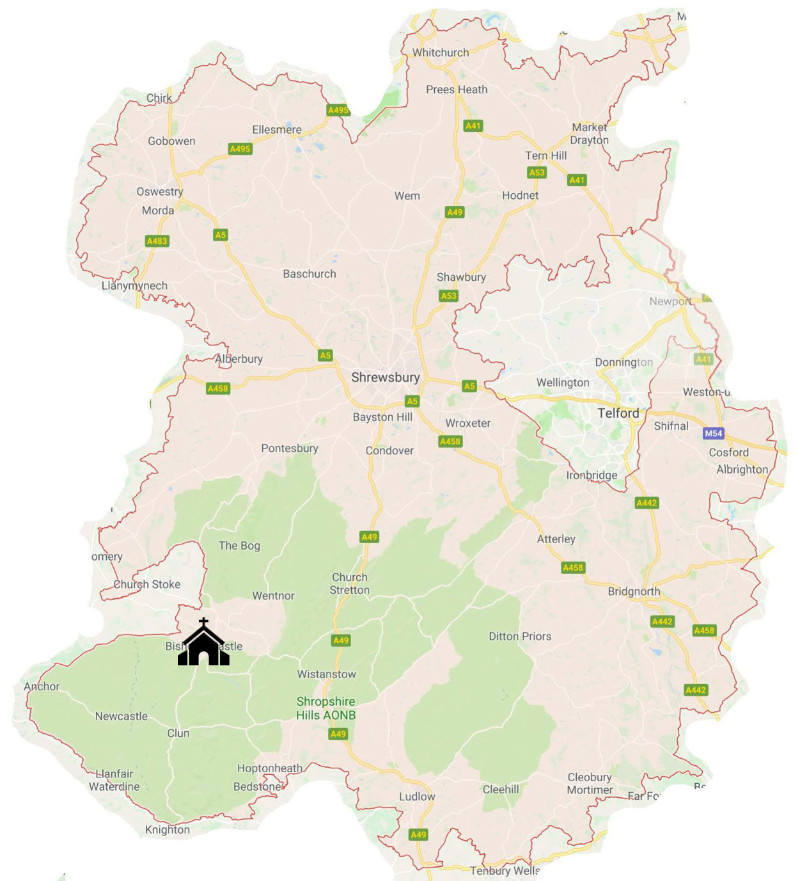 M
Whitchurch
Prees Heath
Chirk
A495
A41
Ellesmere
Market
Drayton
Gobowen
A495
Tern Hill
A53
A41
Oswestry
Wem
Hodnet
Morda
A49
A5
A483
Baschurch
Shawbury
Llanymynech
A53
Newport
Alberbury
A5
A41
Donnington
Shrewsbury
Wellington
A458
A5
Weston-u
A5
Telford
Bayston Hill
Wroxeter
Shifnal
M54
A458
Pontesbury
Condover
Cosford
Albrighton
Ironbridge
A442
A49
The Bog
Atterley
omery
A458
Church Stoke
Church
Stretton
Wentnor
Bridgnorth
A442
A458
Ditton Priors
A49
Bis
stle
Wistanstow
Anchor
A442
Shropshire
Hills AONB
Newcastle
Clun
A49
Hoptonheath
Llanfair
Waterdine
Bedstone
Cleobury
Mortimer
Cleehill
Ludlow
Far Fo
Knighton
A49
Tenbury Wells